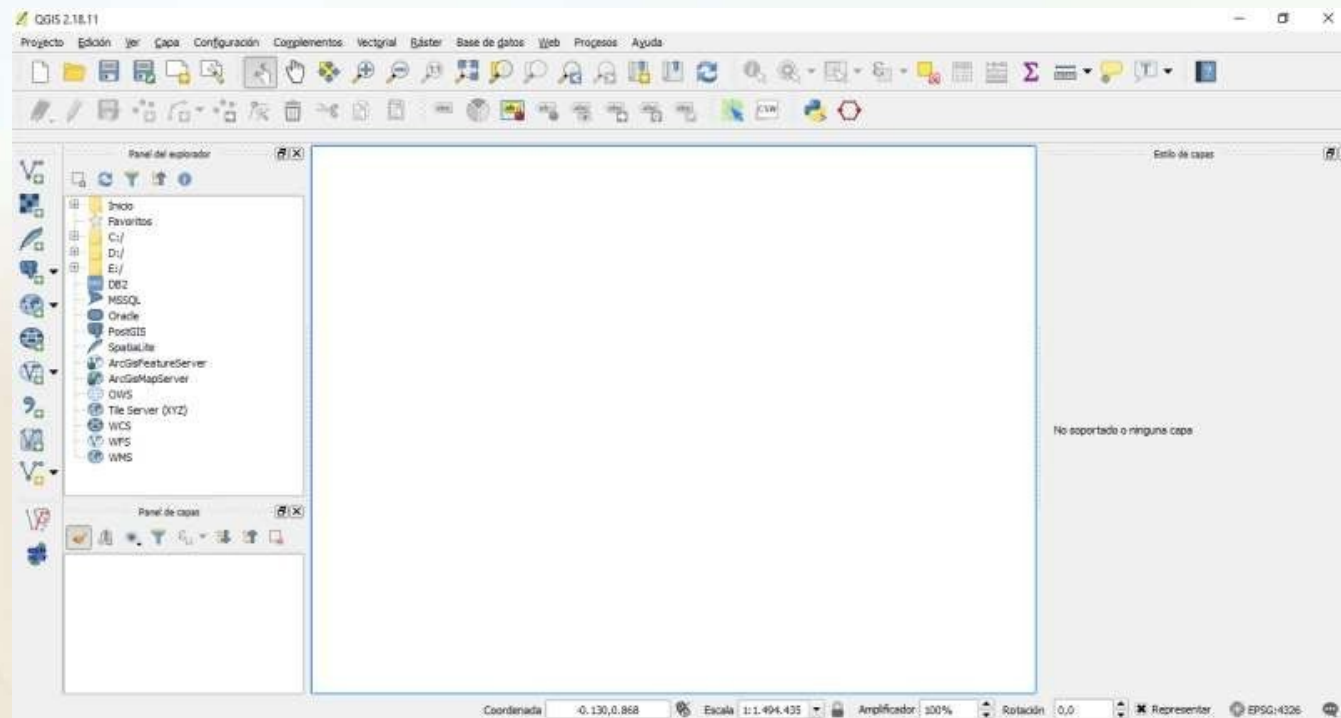 QGIS 2.18.11
Proyecto Edición Ver Capa Configuración Complementos Vectorial Ráster Base de datos Web Procesos Ayuda
CSW
Panel del explorador
Estilo de capas
Inicio
Favoritos
C:/
D:/
E:/
DB2
MSSQL
Oracle
PostGIS
SpatiaLite
ArcGisFeatureServer
ArcGisMapServer
OWS
Tile Server (XYZ)
WCS
WFS
WMS
No soportado o ninguna capa
Panel de capas
Coordenada -0.130,0.868 Escala 1:1.494.435 Amplificador 100% Rotación 0,0 Representar EPSG:4326